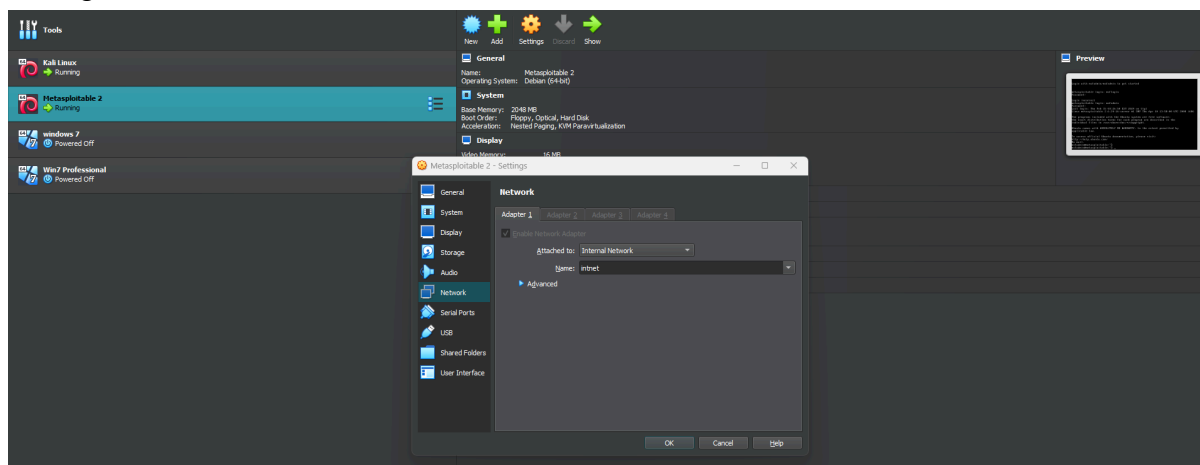 Tools
New Add Settings Discard Show
Kali Linux
Running
Metasploitable 2
Running
windows 7
Powered Off
Win7 Professional
Powered Off
General
Name: Metasploitable 2
Operating System: Debian (64-bit)
System
Base Memory: 2048 MB
Boot Order: Floppy, Optical, Hard Disk
Acceleration: Nested Paging, KVM Paravirtualization
Display
Video Memory: 16 MB
Preview
Metasploitable 2 - Settings
General
System
Display
Storage
Audio
Network
Serial Ports
USB
Shared Folders
User Interface
Network
Adapter 1 Adapter 2 Adapter 3 Adapter 4
Enable Network Adapter
Attached to: Internal Network
Name: intnet
Advanced
OK Cancel Help